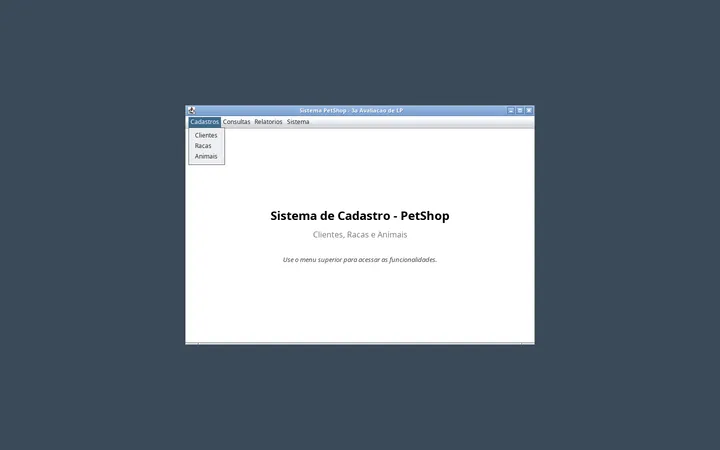 Sistema PetShop - 3a Avaliacao de LP
Cadastros Consultas Relatorios Sistema
Clientes
Racas
Animais
Sistema de Cadastro - PetShop
Clientes, Racas e Animais
Use o menu superior para acessar as funcionalidades.